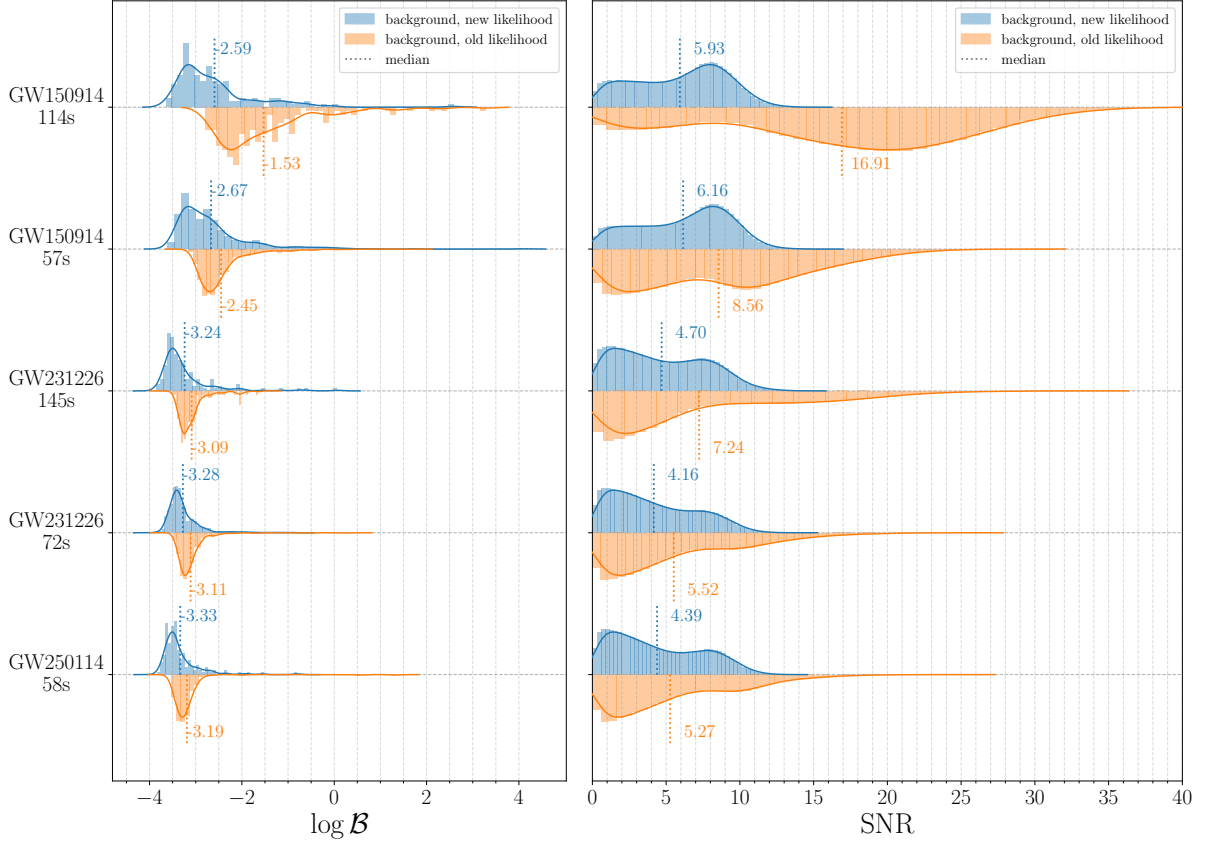 background, new likelihood
background, old likelihood
median
background, new likelihood
background, old likelihood
median
GW150914
114s
-2.59
-1.53
5.93
16.91
GW150914
57s
-2.67
-2.45
6.16
8.56
GW231226
145s
-3.24
-3.09
4.70
7.24
GW231226
72s
-3.28
-3.11
4.16
5.52
GW250114
58s
-3.33
-3.19
4.39
5.27
−4 −2 0 2 4
log 𝓑
0 5 10 15 20 25 30 35 40
SNR